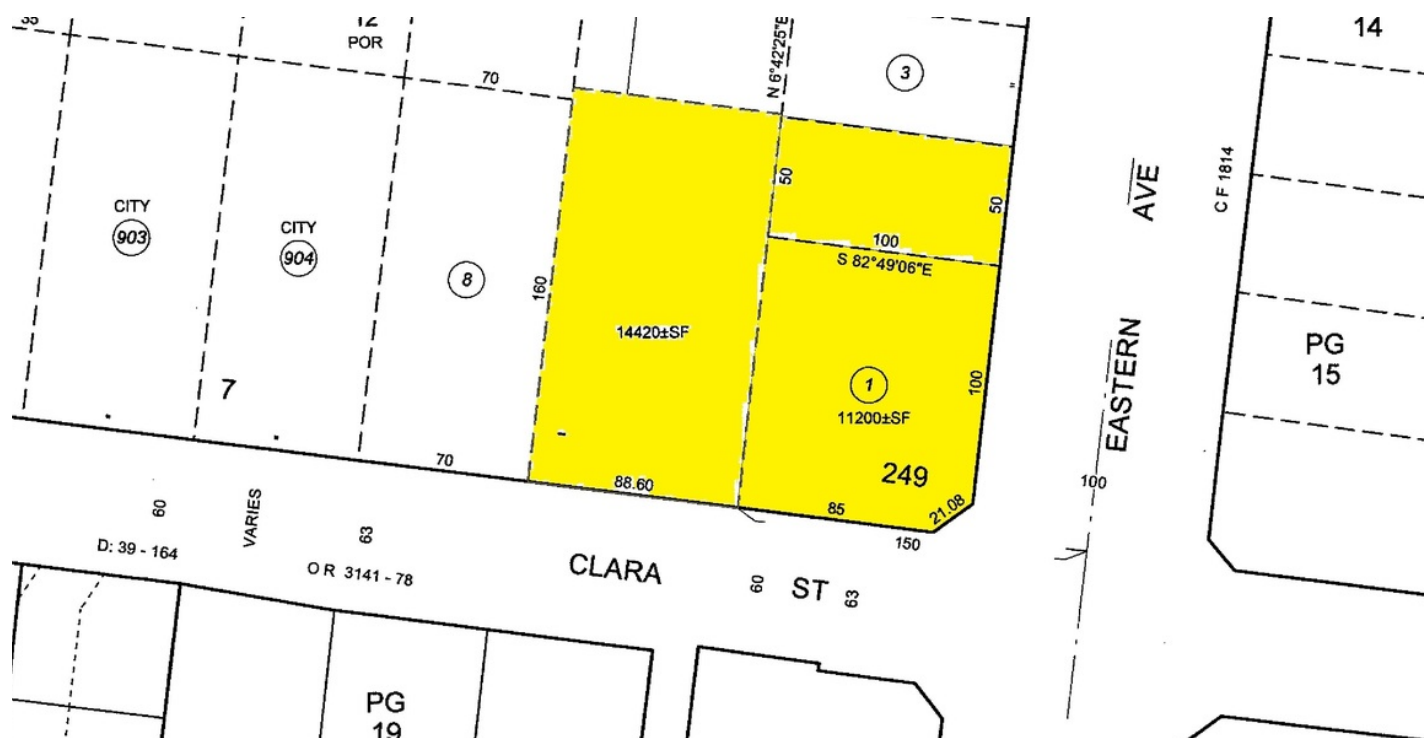 35
12
POR
70
N 6°42'25"E
3
14
CITY
903
CITY
904
8
160
50
50
100
S 82°49'06"E
AVE
C F 1814
14420±SF
1
11200±SF
100
EASTERN
PG
15
7
249
70
88.60
85
21.08
150
100
60
VARIES
63
D: 39 - 164
O R 3141 - 78
CLARA
60
ST
63
PG
19